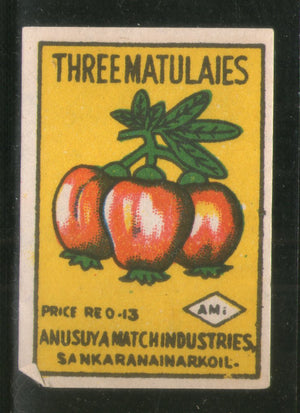 THREE MATULAIES
PRICE RE 0.13
AMi
ANUSUYA MATCH INDUSTRIES,
SANKARANAINARKOIL.